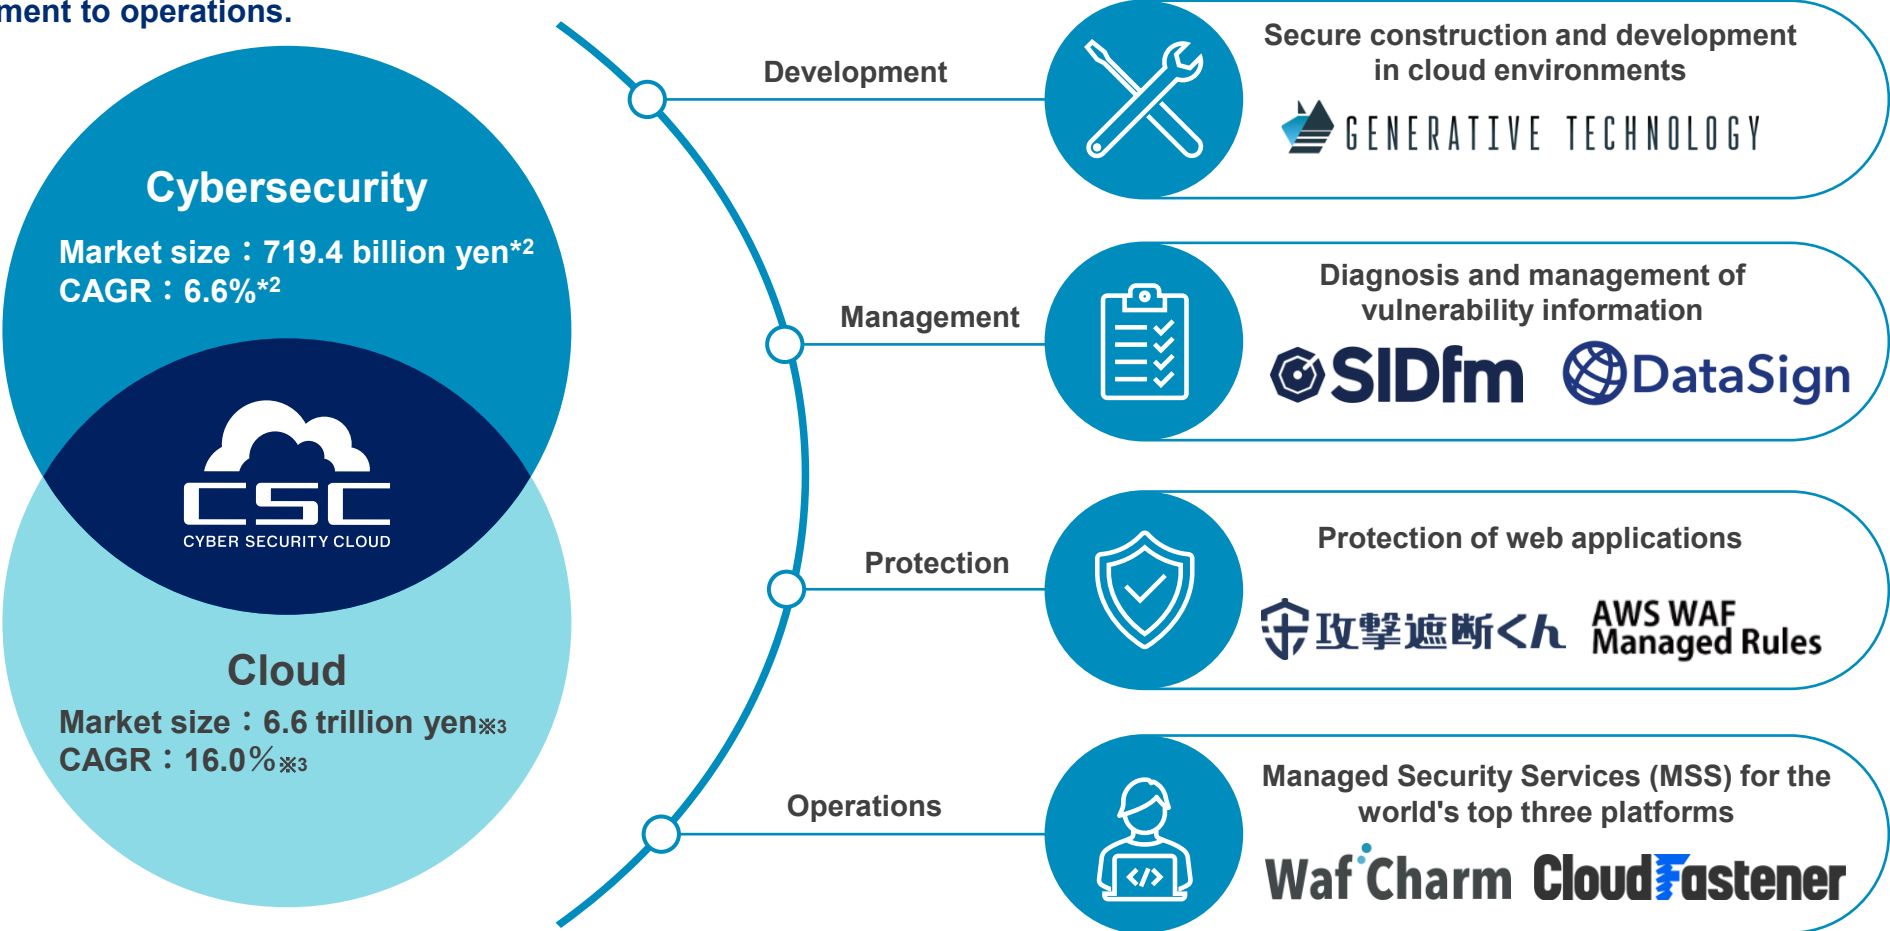 ment to operations.
Cybersecurity
Market size：719.4 billion yen*2
CAGR：6.6%*2
CSC
CYBER SECURITY CLOUD
Cloud
Market size：6.6 trillion yen※3
CAGR：16.0%※3
Development
Secure construction and development
in cloud environments
GENERATIVE TECHNOLOGY
Management
Diagnosis and management of
vulnerability information
SIDfm
DataSign
Protection
Protection of web applications
攻撃遮断くん
AWS WAF
Managed Rules
Operations
Managed Security Services (MSS) for the
world's top three platforms
</>
WafCharm
CloudFastener